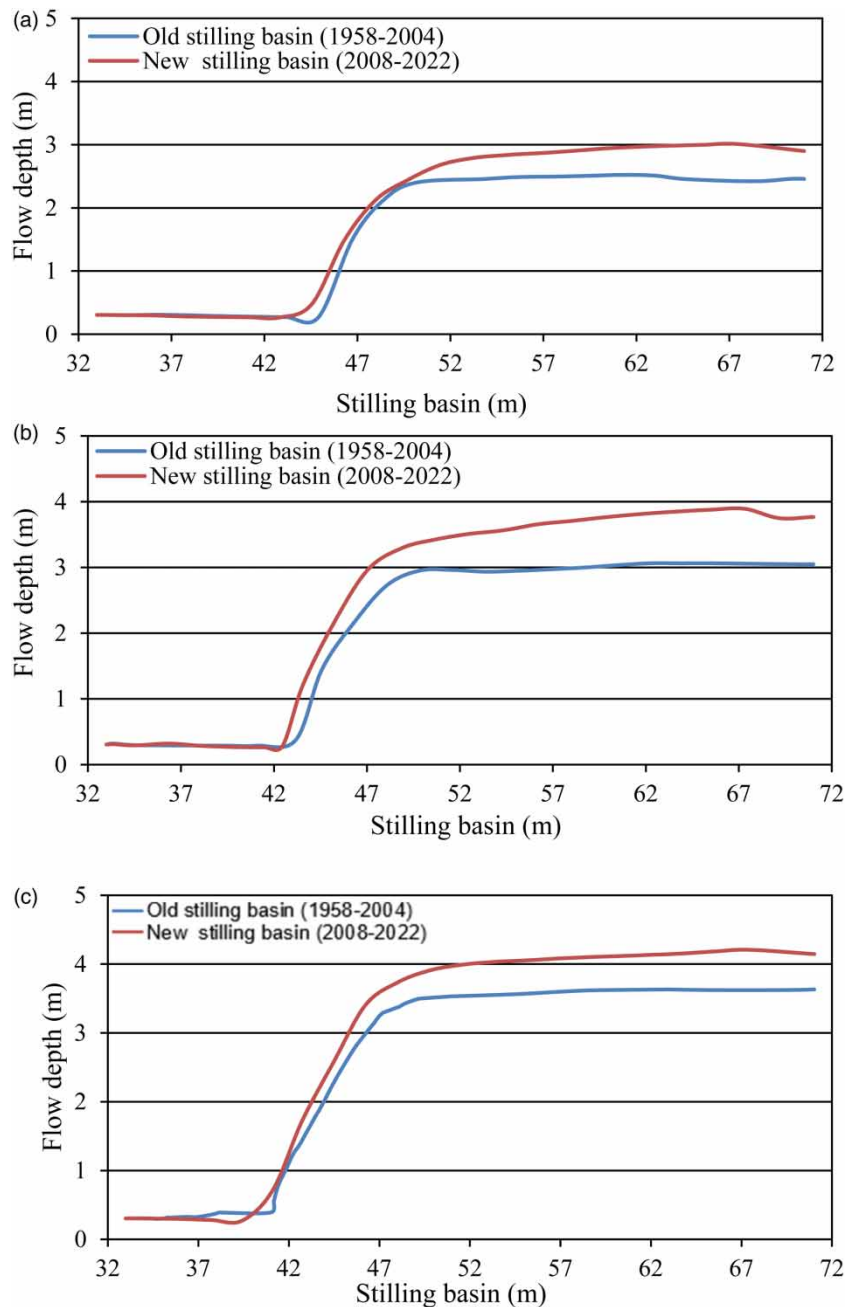 (a)
5
Old stilling basin (1958-2004)
New stilling basin (2008-2022)
4
3
2
1
0
Flow depth (m)
32 37 42 47 52 57 62 67 72
Stilling basin (m)
(b)
5
Old stilling basin (1958-2004)
New stilling basin (2008-2022)
4
3
2
1
0
Flow depth (m)
32 37 42 47 52 57 62 67 72
Stilling basin (m)
(c)
5
Old stilling basin (1958-2004)
New stilling basin (2008-2022)
4
3
2
1
0
Flow depth (m)
32 37 42 47 52 57 62 67 72
Stilling basin (m)